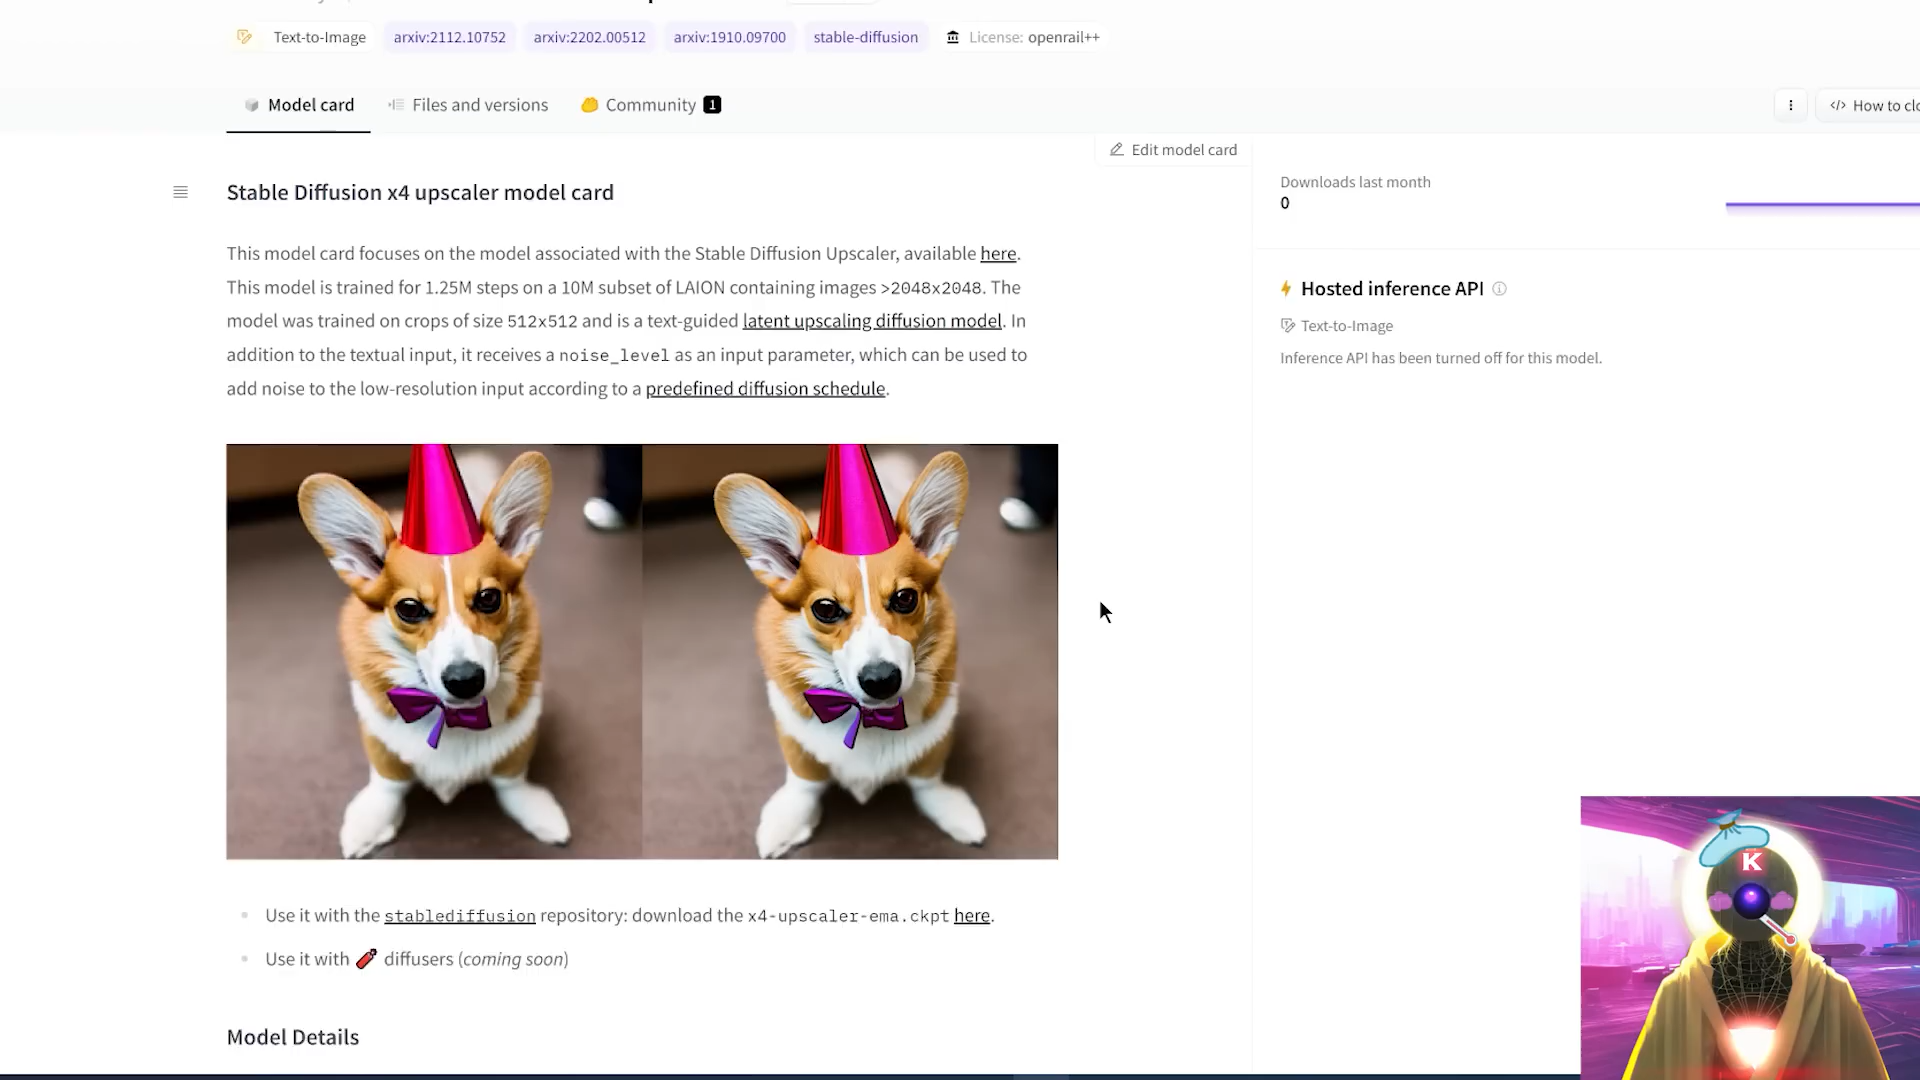 Text-to-Image arxiv:2112.10752 arxiv:2202.00512 arxiv:1910.09700 stable-diffusion License: openrail++
Model card Files and versions Community 1
How to clo
Edit model card
Stable Diffusion x4 upscaler model card
This model card focuses on the model associated with the Stable Diffusion Upscaler, available here.
This model is trained for 1.25M steps on a 10M subset of LAION containing images >2048x2048. The
model was trained on crops of size 512x512 and is a text-guided latent upscaling diffusion model. In
addition to the textual input, it receives a noise_level as an input parameter, which can be used to
add noise to the low-resolution input according to a predefined diffusion schedule.
Use it with the stablediffusion repository: download the x4-upscaler-ema.ckpt here.
Use it with diffusers (coming soon)
Model Details
Downloads last month
0
Hosted inference API
Text-to-Image
Inference API has been turned off for this model.
K